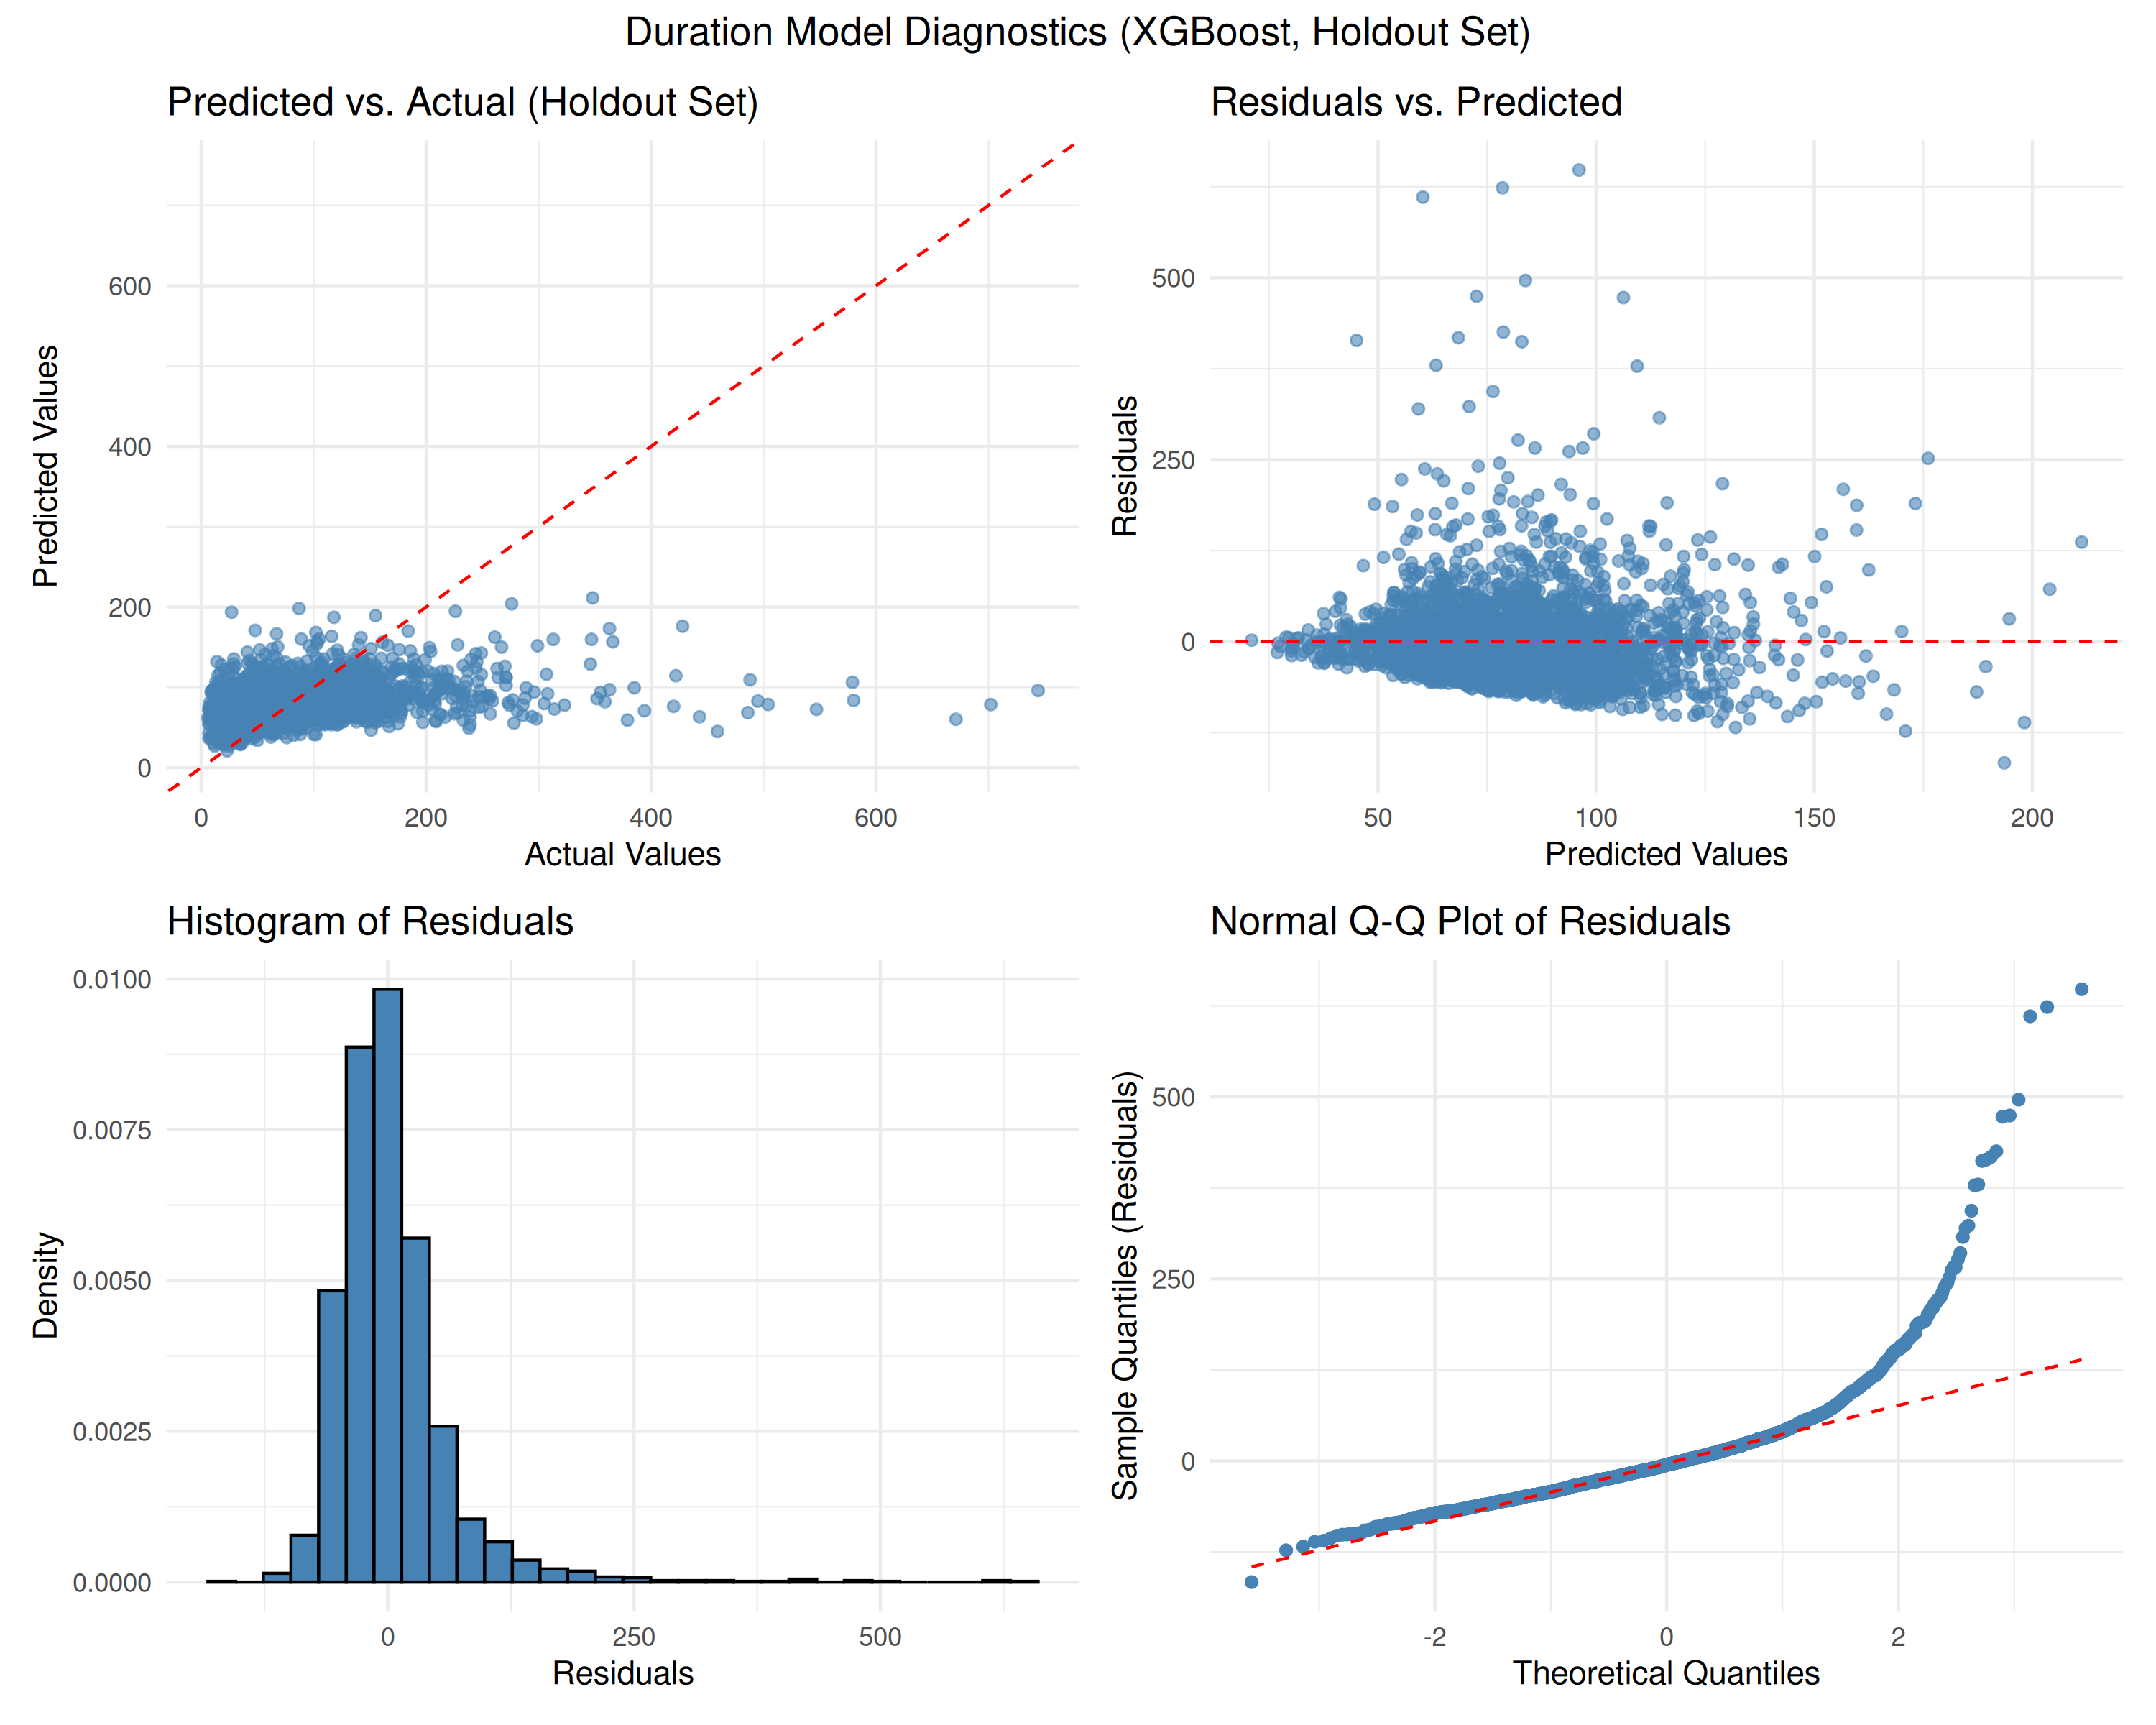 Duration Model Diagnostics (XGBoost, Holdout Set)
Predicted vs. Actual (Holdout Set)
Predicted Values
600
400
200
0
0 200 400 600
Actual Values
Residuals vs. Predicted
Residuals
500
250
0
50 100 150 200
Predicted Values
Histogram of Residuals
Density
0.0100
0.0075
0.0050
0.0025
0.0000
0 250 500
Residuals
Normal Q-Q Plot of Residuals
Sample Quantiles (Residuals)
500
250
0
-2 0 2
Theoretical Quantiles